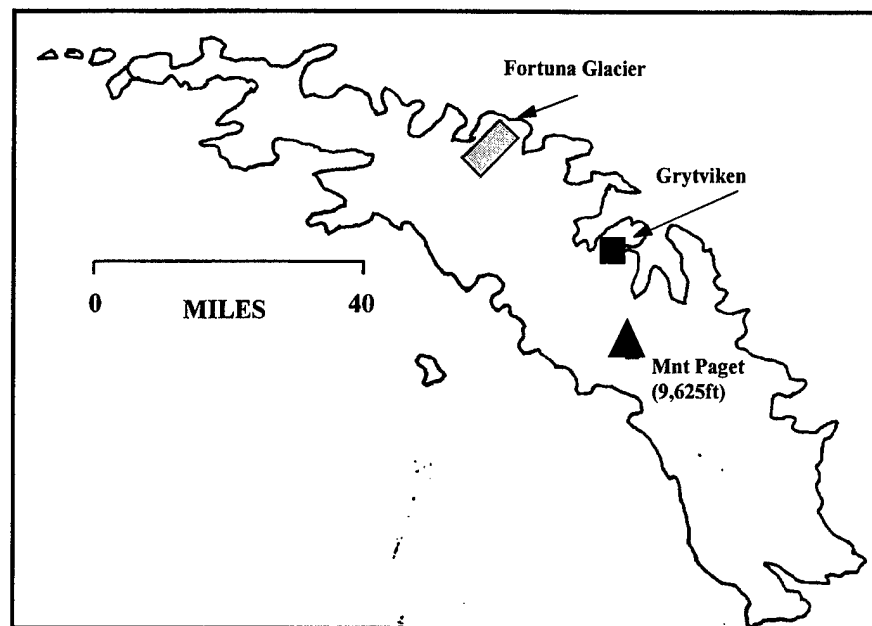 Fortuna Glacier
Grytviken
0 40
MILES
Mnt Paget
(9,625ft)